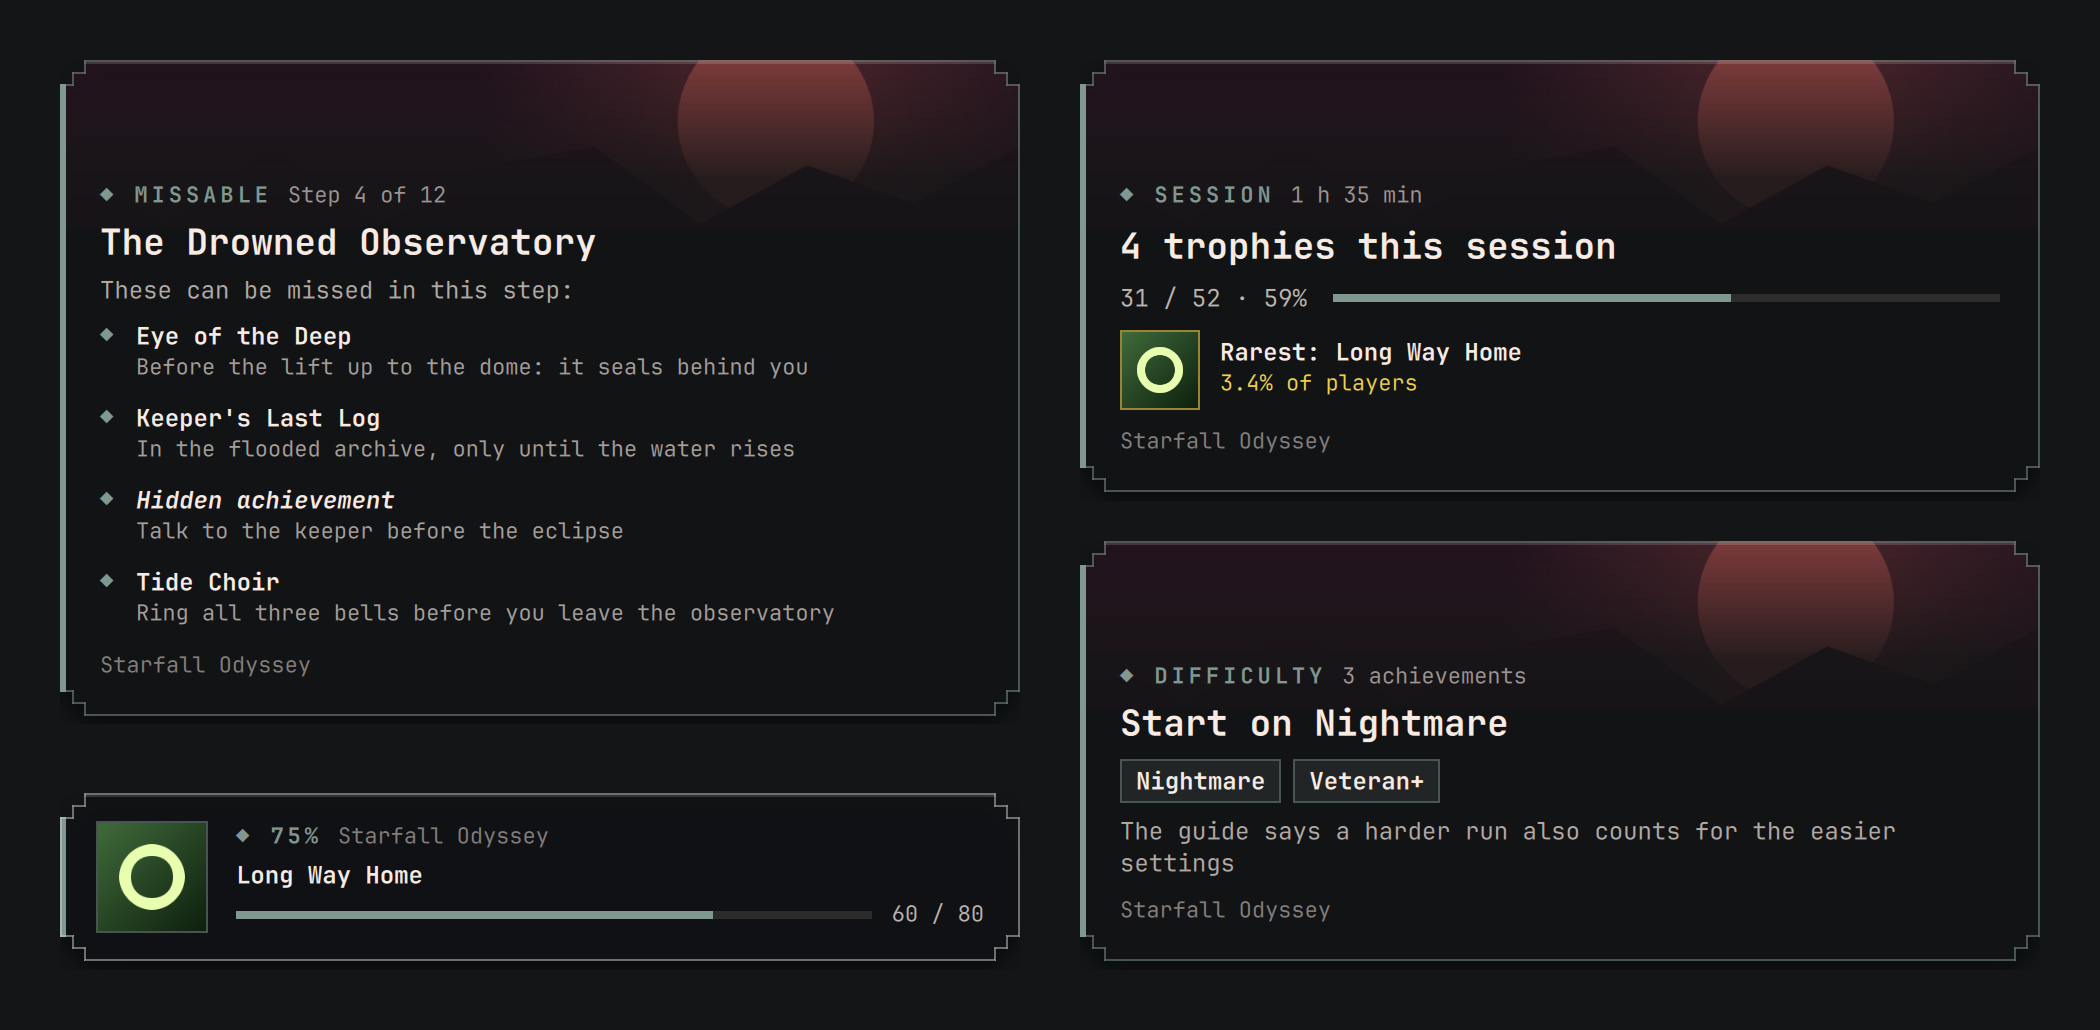 MISSABLE Step 4 of 12
The Drowned Observatory
These can be missed in this step:
Eye of the Deep
Before the lift up to the dome: it seals behind you
Keeper's Last Log
In the flooded archive, only until the water rises
Hidden achievement
Talk to the keeper before the eclipse
Tide Choir
Ring all three bells before you leave the observatory
Starfall Odyssey
75% Starfall Odyssey
Long Way Home
60 / 80
SESSION 1 h 35 min
4 trophies this session
31 / 52 · 59%
Rarest: Long Way Home
3.4% of players
Starfall Odyssey
DIFFICULTY 3 achievements
Start on Nightmare
Nightmare Veteran+
The guide says a harder run also counts for the easier
settings
Starfall Odyssey